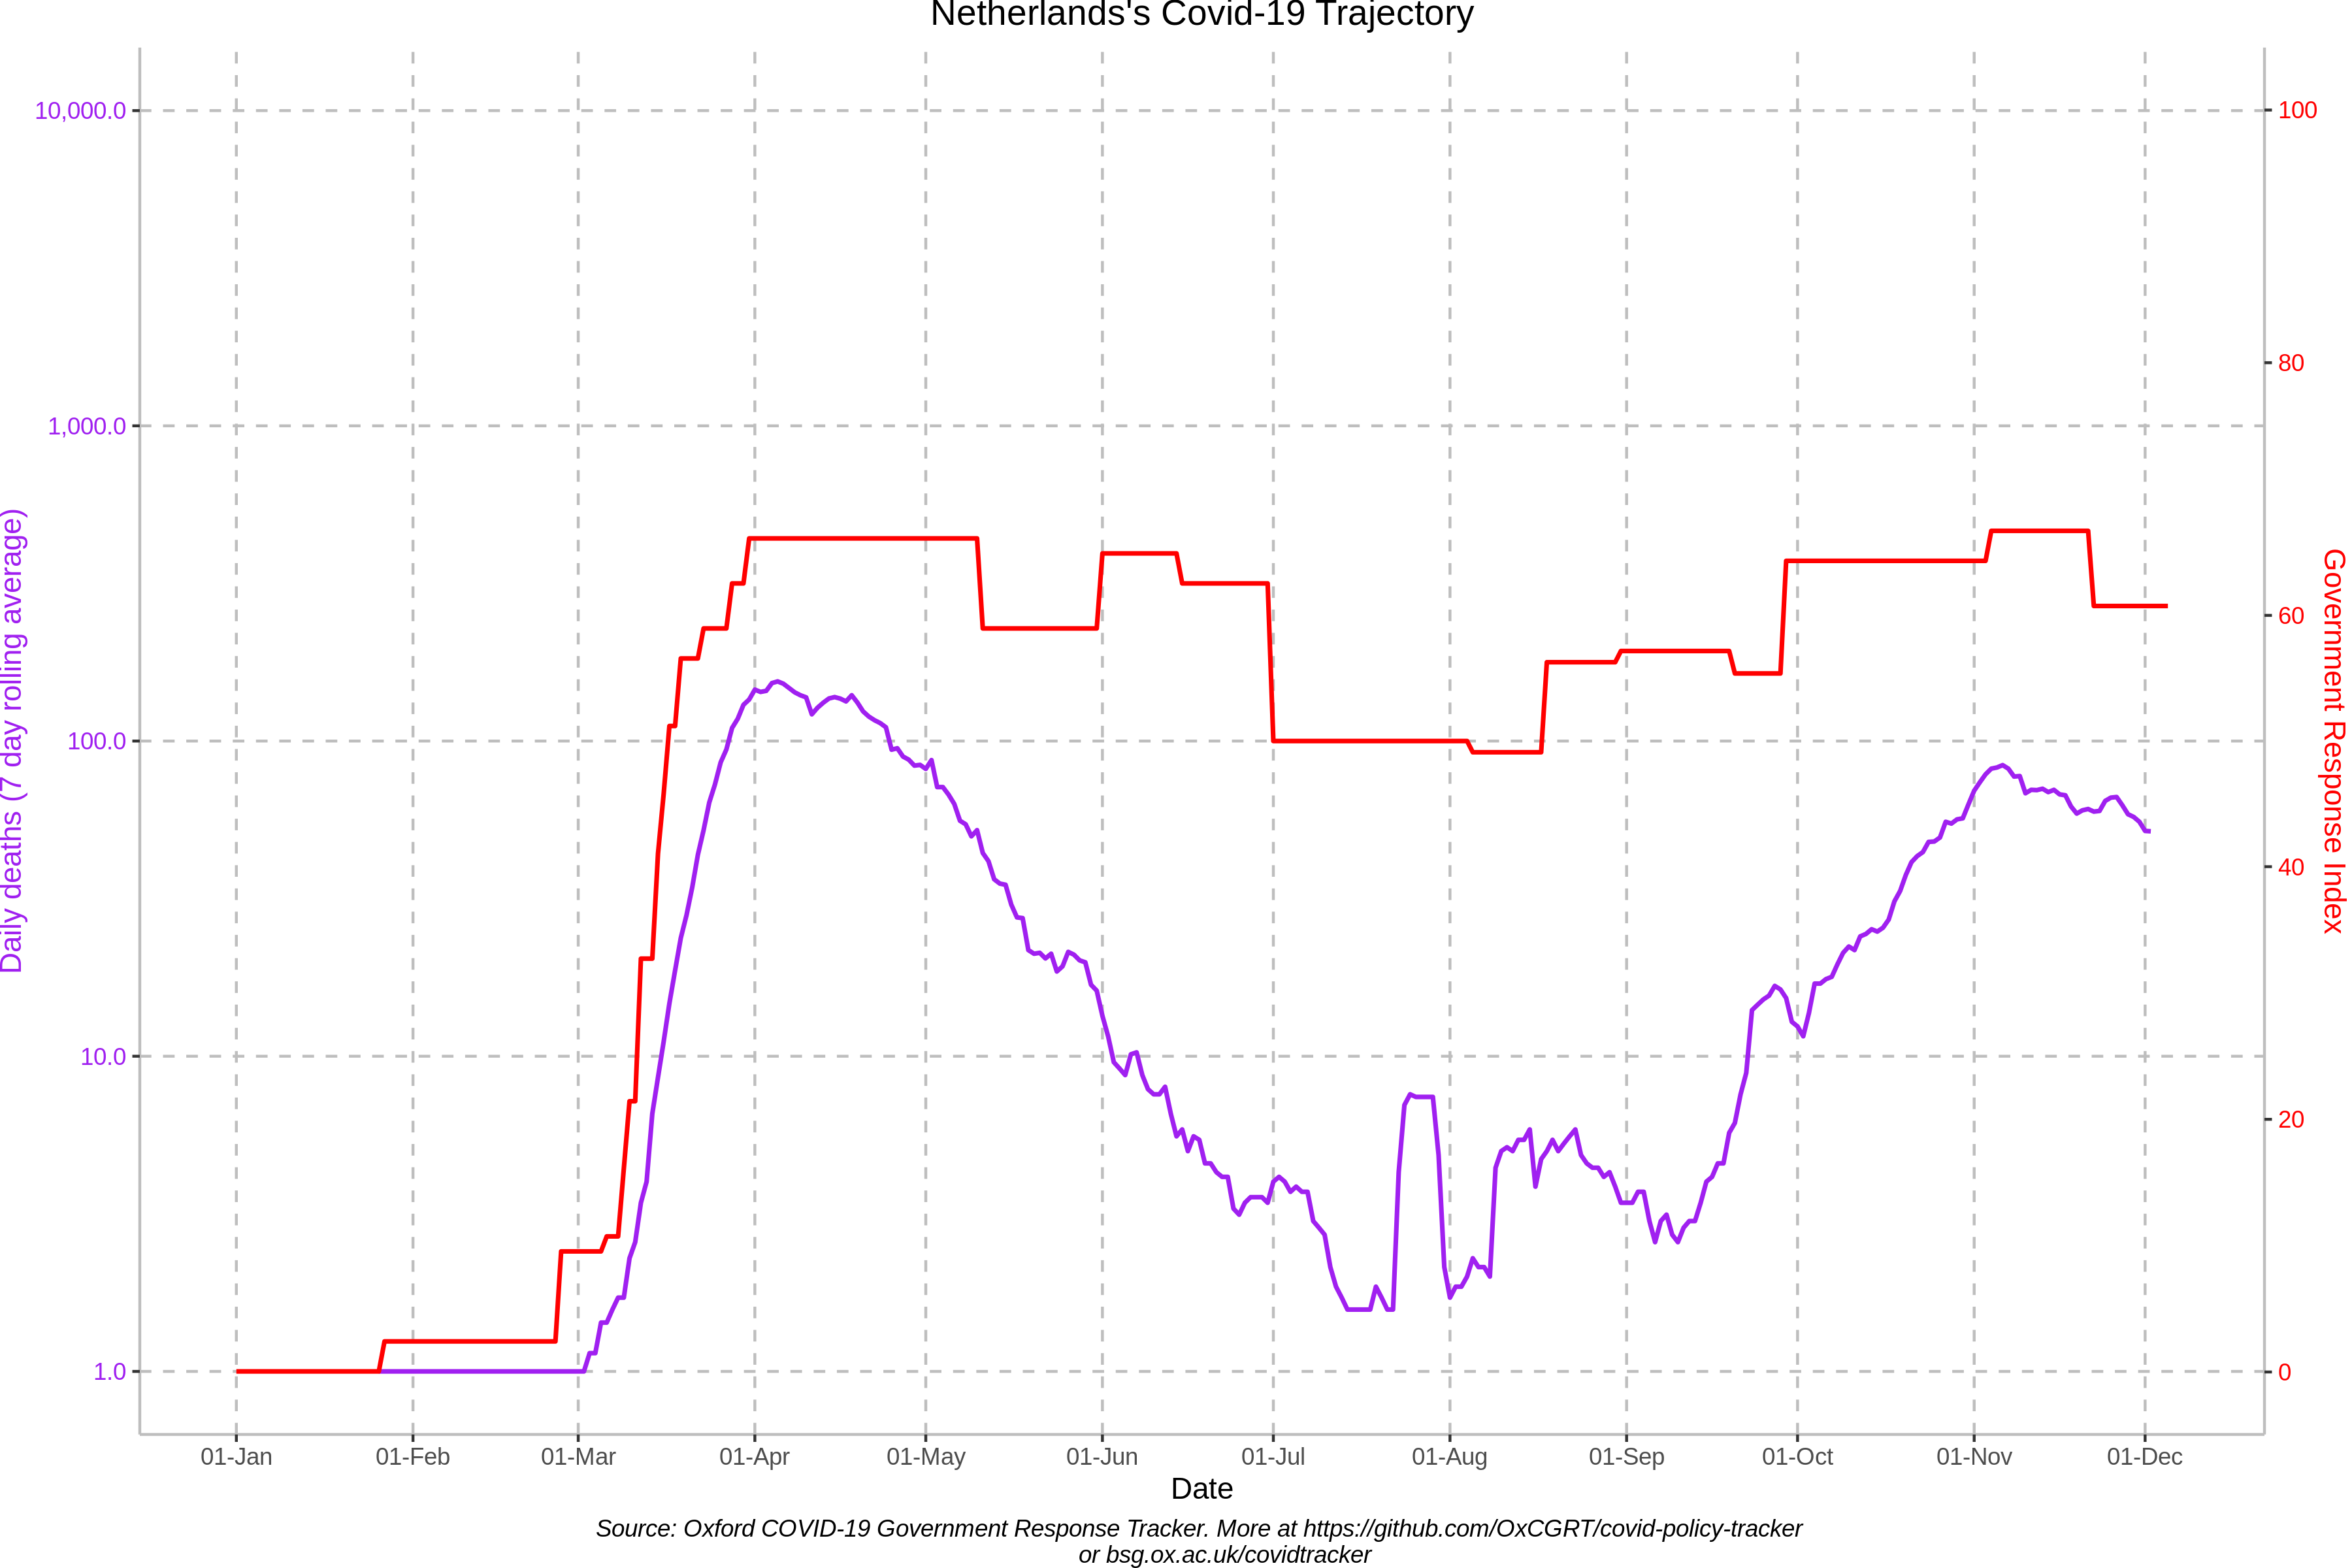 Netherlands's Covid-19 Trajectory
10,000.0
1,000.0
100.0
10.0
1.0
Daily deaths (7 day rolling average)
100
80
60
40
20
0
Government Response Index
01-Jan 01-Feb 01-Mar 01-Apr 01-May 01-Jun 01-Jul 01-Aug 01-Sep 01-Oct 01-Nov 01-Dec
Date
Source: Oxford COVID-19 Government Response Tracker. More at https://github.com/OxCGRT/covid-policy-tracker
or bsg.ox.ac.uk/covidtracker